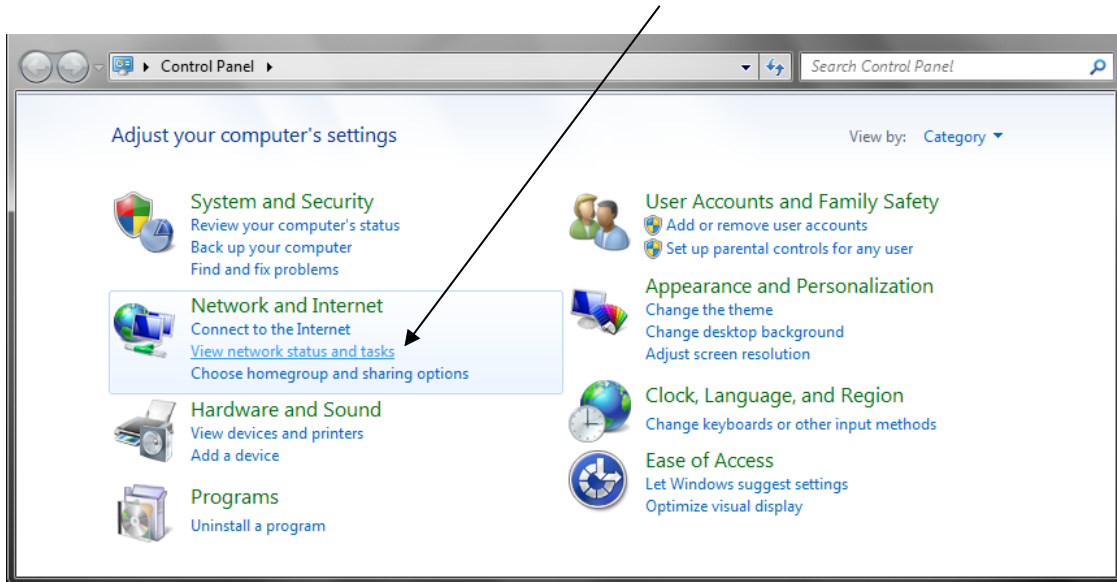 Control Panel
Search Control Panel
Adjust your computer's settings
View by: Category
System and Security
Review your computer's status
Back up your computer
Find and fix problems
Network and Internet
Connect to the Internet
View network status and tasks
Choose homegroup and sharing options
Hardware and Sound
View devices and printers
Add a device
Programs
Uninstall a program
User Accounts and Family Safety
Add or remove user accounts
Set up parental controls for any user
Appearance and Personalization
Change the theme
Change desktop background
Adjust screen resolution
Clock, Language, and Region
Change keyboards or other input methods
Ease of Access
Let Windows suggest settings
Optimize visual display